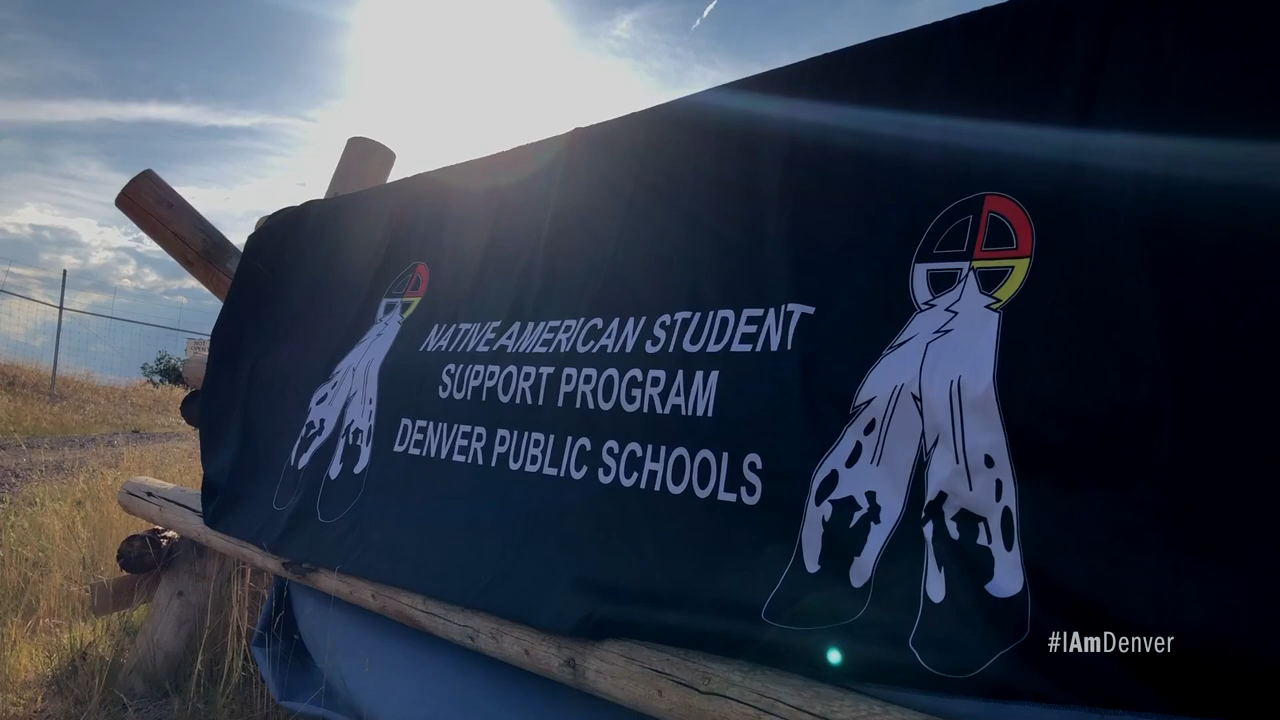 NATIVE AMERICAN STUDENT
SUPPORT PROGRAM
DENVER PUBLIC SCHOOLS
#IAmDenver